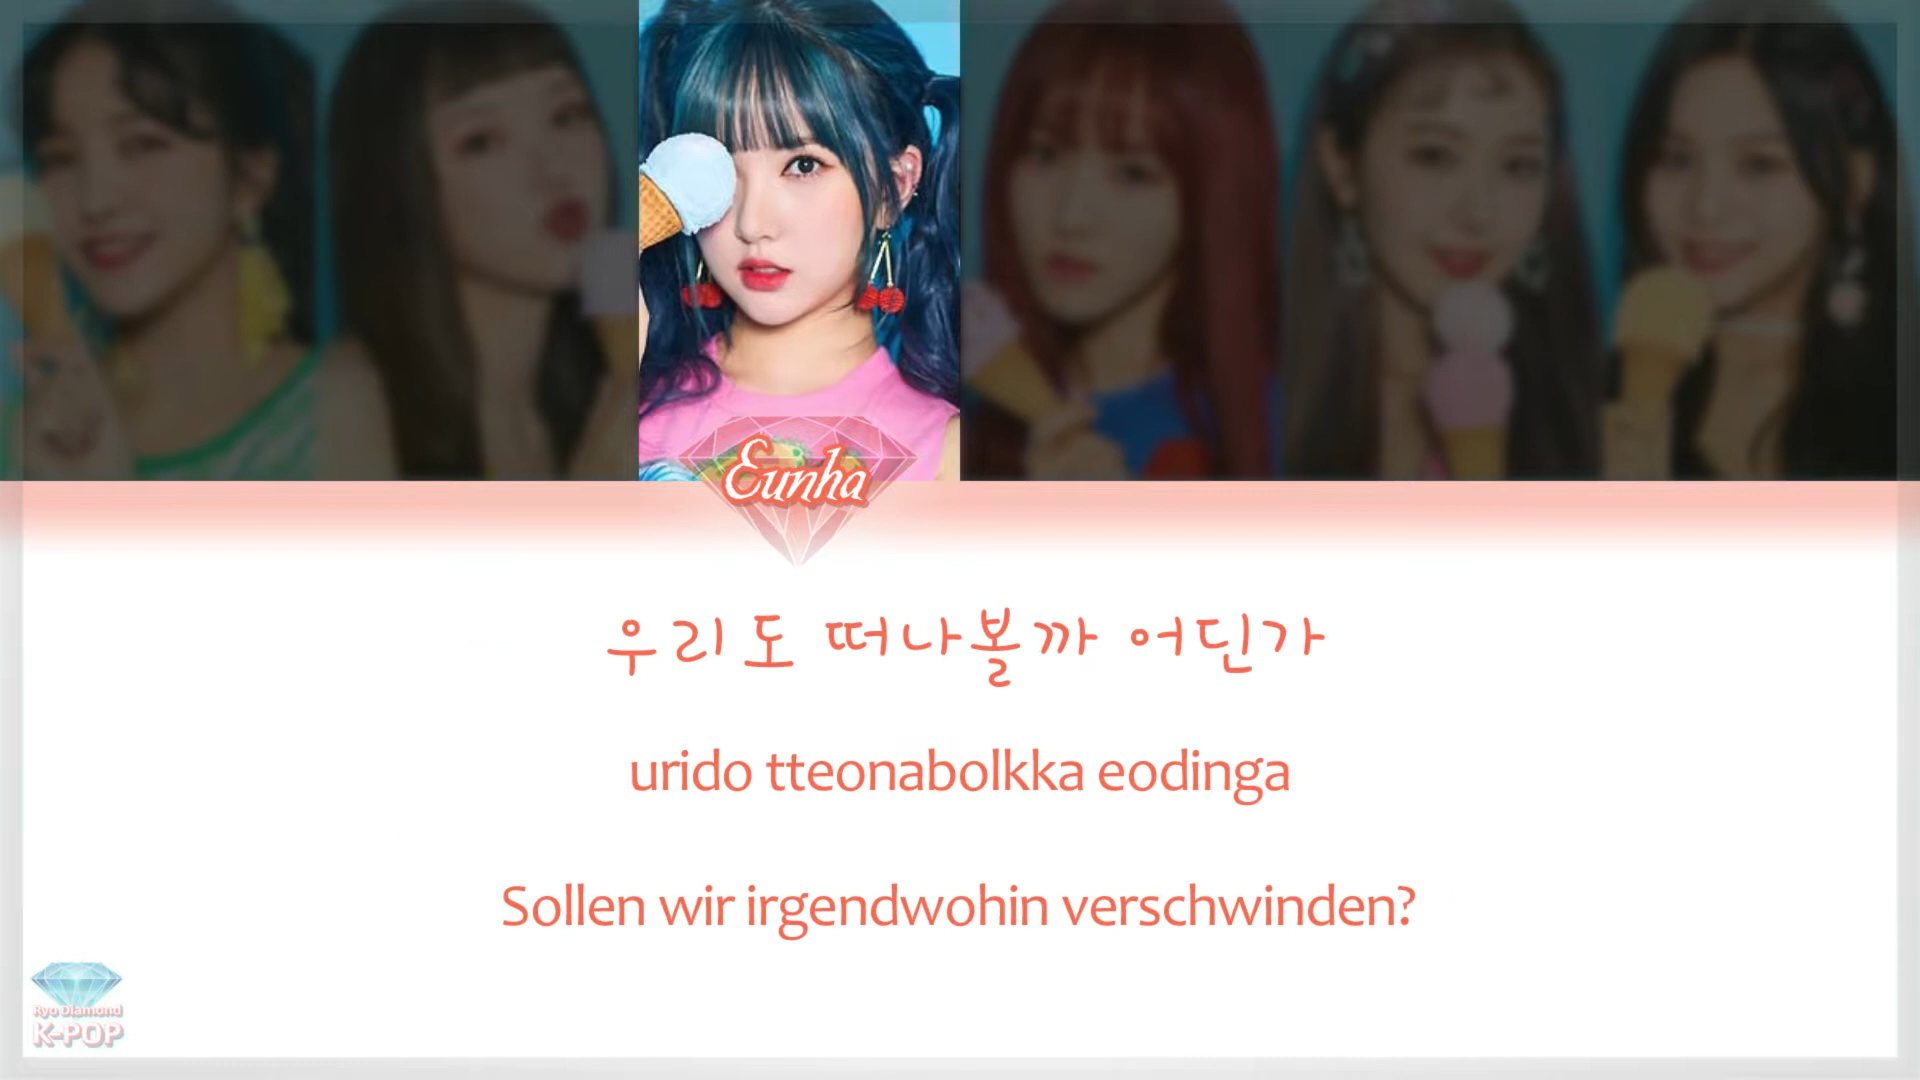 Eunha
우리도 떠나볼까 어딘가
urido tteonabolkka eodinga
Sollen wir irgendwohin verschwinden?
Ryo Diamond
K-POP